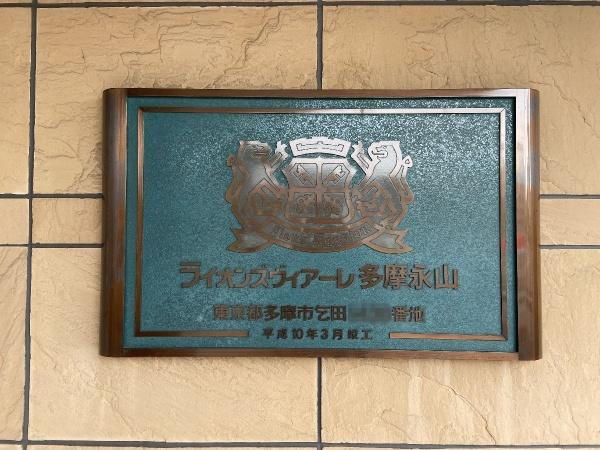 ライオンズヴィアーレ多摩永山
東京都多摩市乞田 番地
平成10年3月竣工